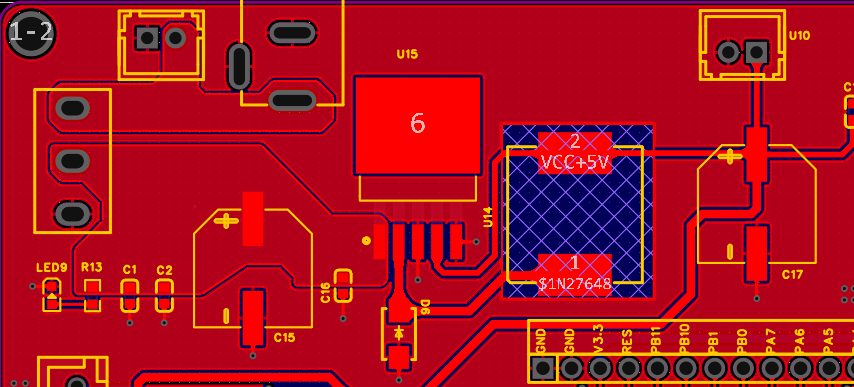 1-2
U15
U10
6
2
VCC+5V
U14
1
$1N27648
LED9
R13
C1
C2
C16
D6
C15
C17
GND
GND
V3.3
RES
PB11
PB10
PB1
PB0
PA7
PA6
PA5